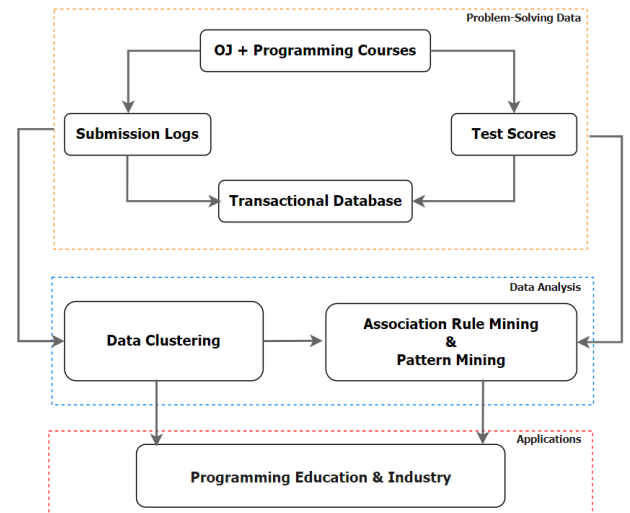 Problem-Solving Data
OJ + Programming Courses
Submission Logs
Test Scores
Transactional Database
Data Analysis
Data Clustering
Association Rule Mining
&
Pattern Mining
Applications
Programming Education & Industry